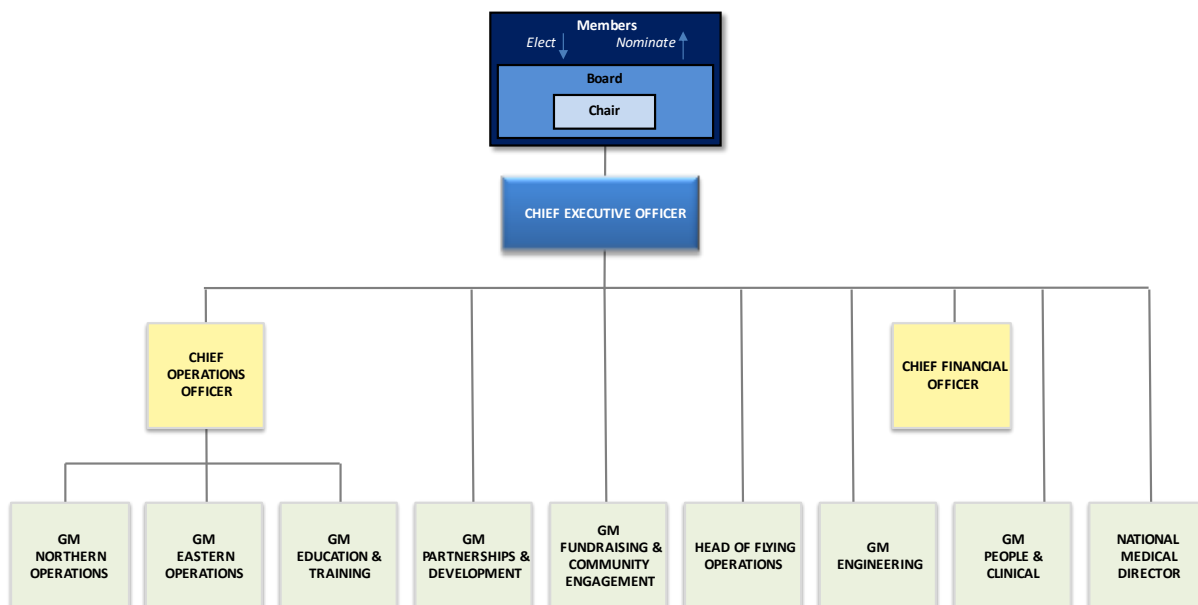 Members
Elect Nominate
Board
Chair
CHIEF EXECUTIVE OFFICER
CHIEF
OPERATIONS
OFFICER
CHIEF FINANCIAL
OFFICER
GM
NORTHERN
OPERATIONS
GM
EASTERN
OPERATIONS
GM
EDUCATION &
TRAINING
GM
PARTNERSHIPS &
DEVELOPMENT
GM
FUNDRAISING &
COMMUNITY
ENGAGEMENT
HEAD OF FLYING
OPERATIONS
GM
ENGINEERING
GM
PEOPLE &
CLINICAL
NATIONAL
MEDICAL
DIRECTOR